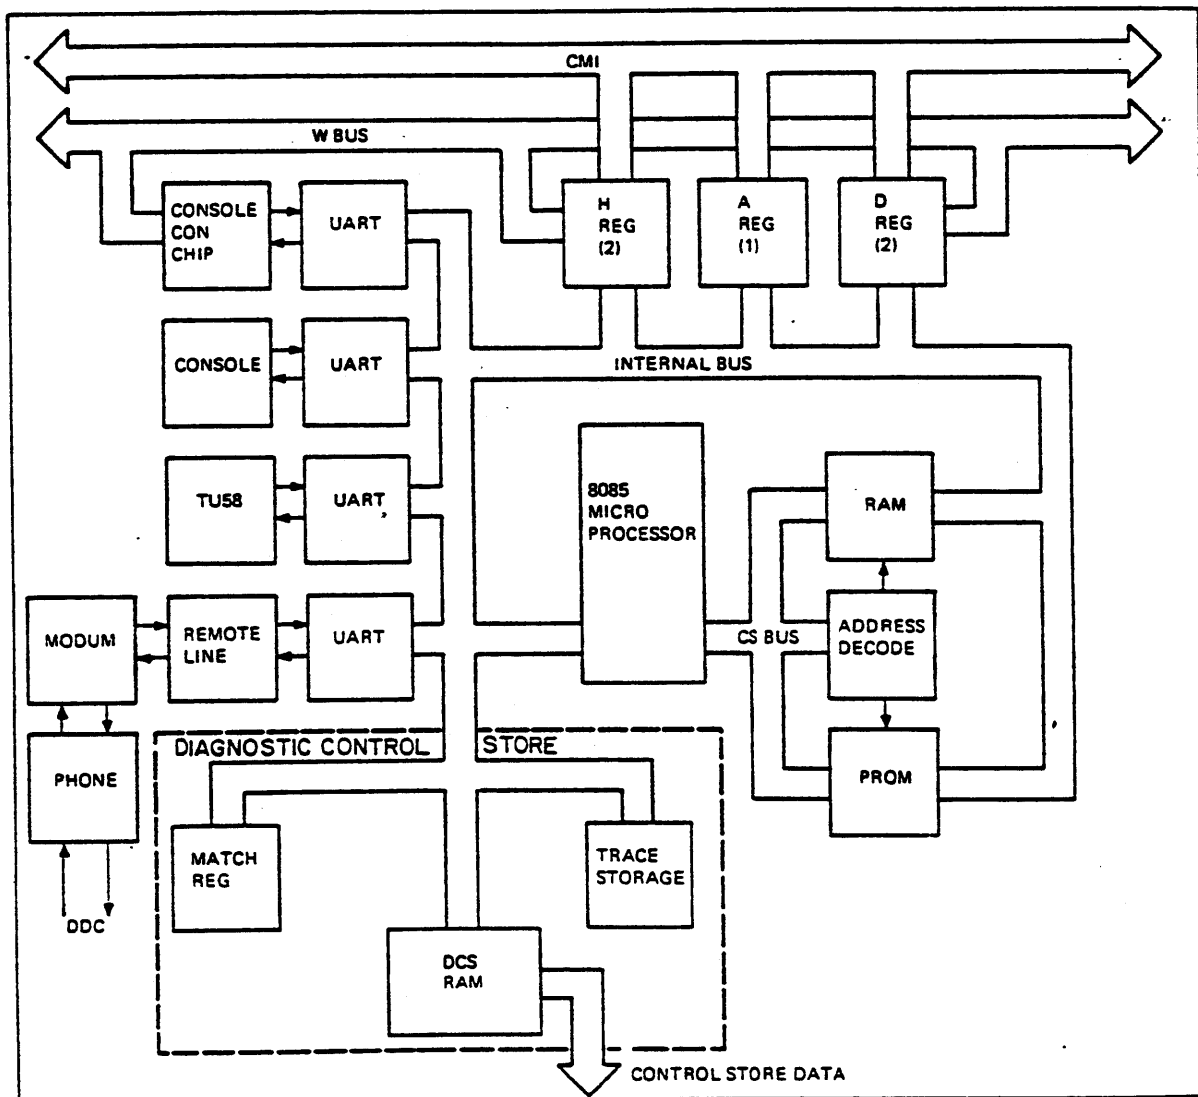 CMI
W BUS
CONSOLE
CON
CHIP
UART
H
REG
(2)
A
REG
(1)
D
REG
(2)
CONSOLE
UART
INTERNAL BUS
TU58
UART
8085
MICRO
PROCESSOR
RAM
MODUM
REMOTE
LINE
UART
CS BUS
ADDRESS
DECODE
PHONE
DIAGNOSTIC CONTROL STORE
PROM
MATCH
REG
TRACE
STORAGE
DDC
DCS
RAM
CONTROL STORE DATA